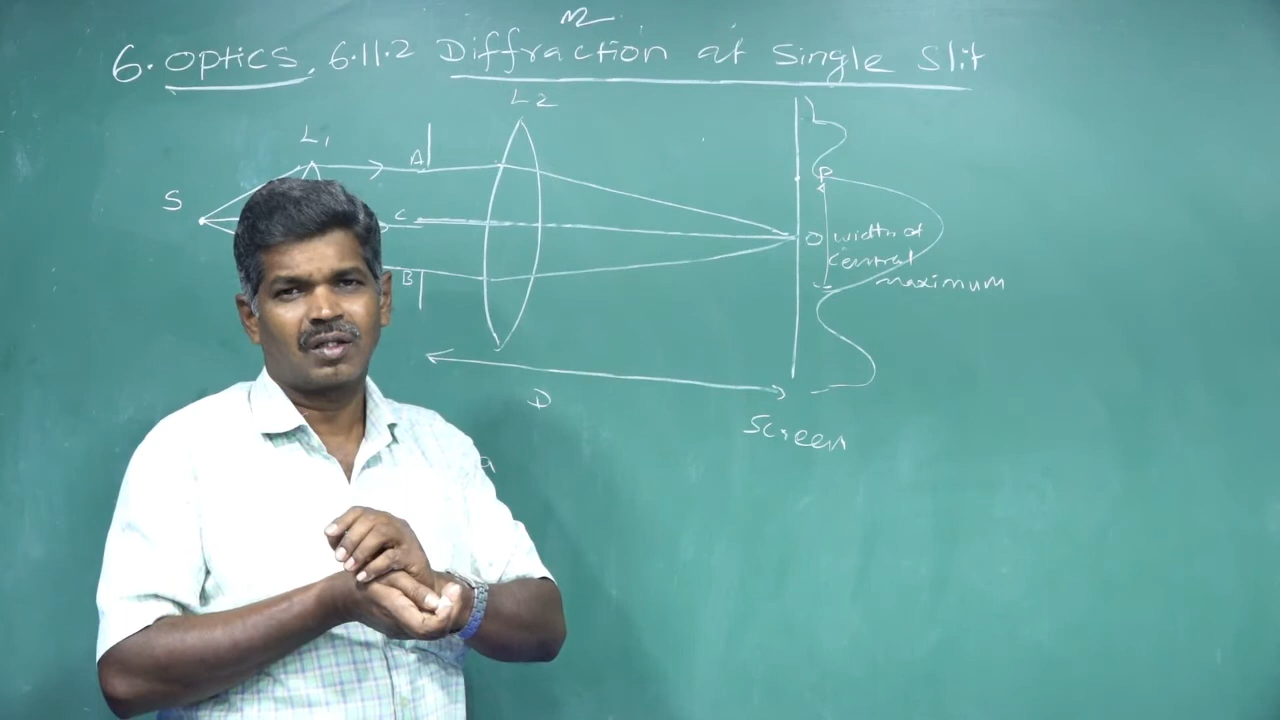 6. Optics, 6.11.2 Diffraction at Single Slit
L2
L1
A
S
P
C
O width of
central
B
maximum
D
Screen
a